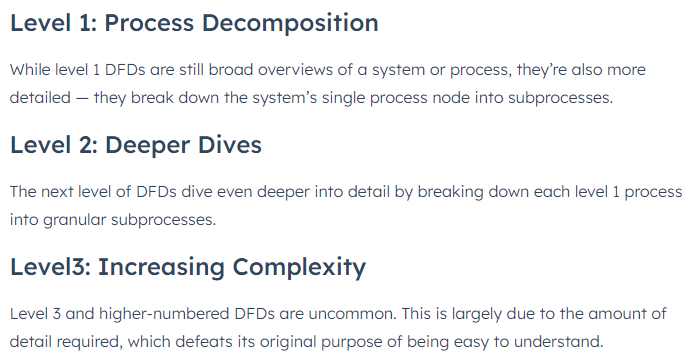 Level 1: Process Decomposition
While level 1 DFDs are still broad overviews of a system or process, they’re also more
detailed — they break down the system’s single process node into subprocesses.
Level 2: Deeper Dives
The next level of DFDs dive even deeper into detail by breaking down each level 1 process
into granular subprocesses.
Level3: Increasing Complexity
Level 3 and higher-numbered DFDs are uncommon. This is largely due to the amount of
detail required, which defeats its original purpose of being easy to understand.